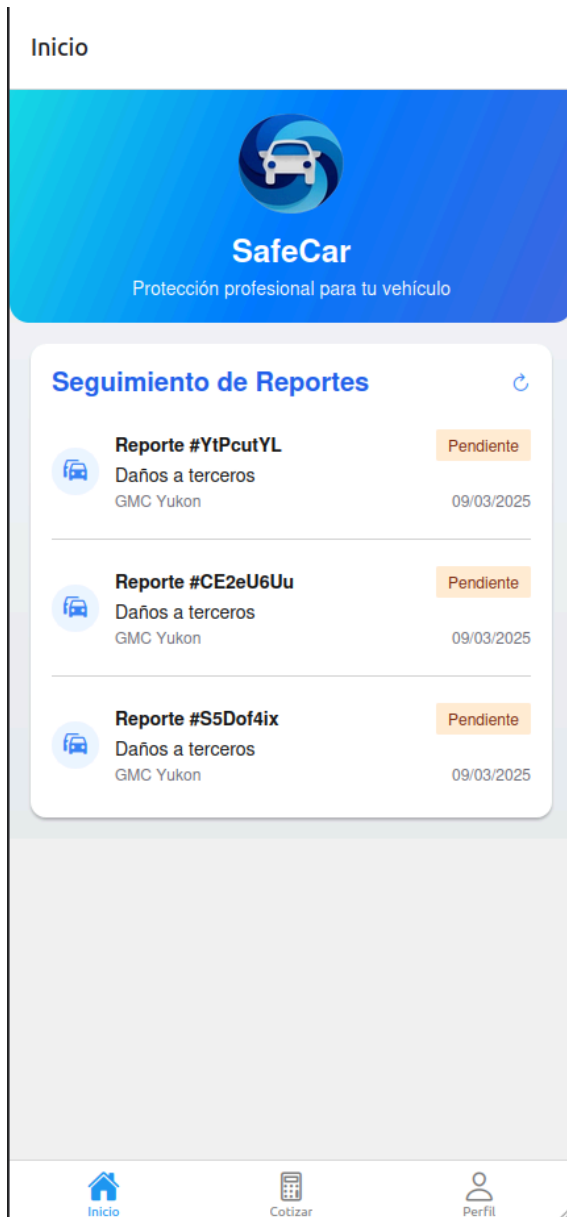 Inicio
SafeCar
Protección profesional para tu vehículo
Seguimiento de Reportes
Reporte #YtPcutYL
Pendiente
Daños a terceros
GMC Yukon
09/03/2025
Reporte #CE2eU6Uu
Pendiente
Daños a terceros
GMC Yukon
09/03/2025
Reporte #S5Dof4ix
Pendiente
Daños a terceros
GMC Yukon
09/03/2025
Inicio
Cotizar
Perfil